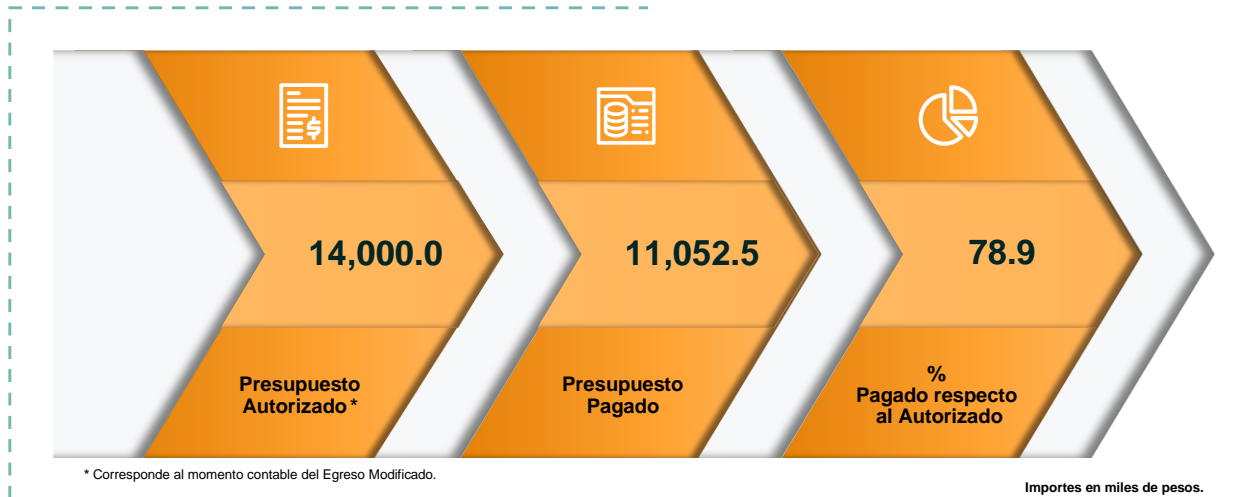 14,000.0
11,052.5
78.9
Presupuesto
Autorizado *
Presupuesto
Pagado
%
Pagado respecto
al Autorizado
* Corresponde al momento contable del Egreso Modificado.
Importes en miles de pesos.